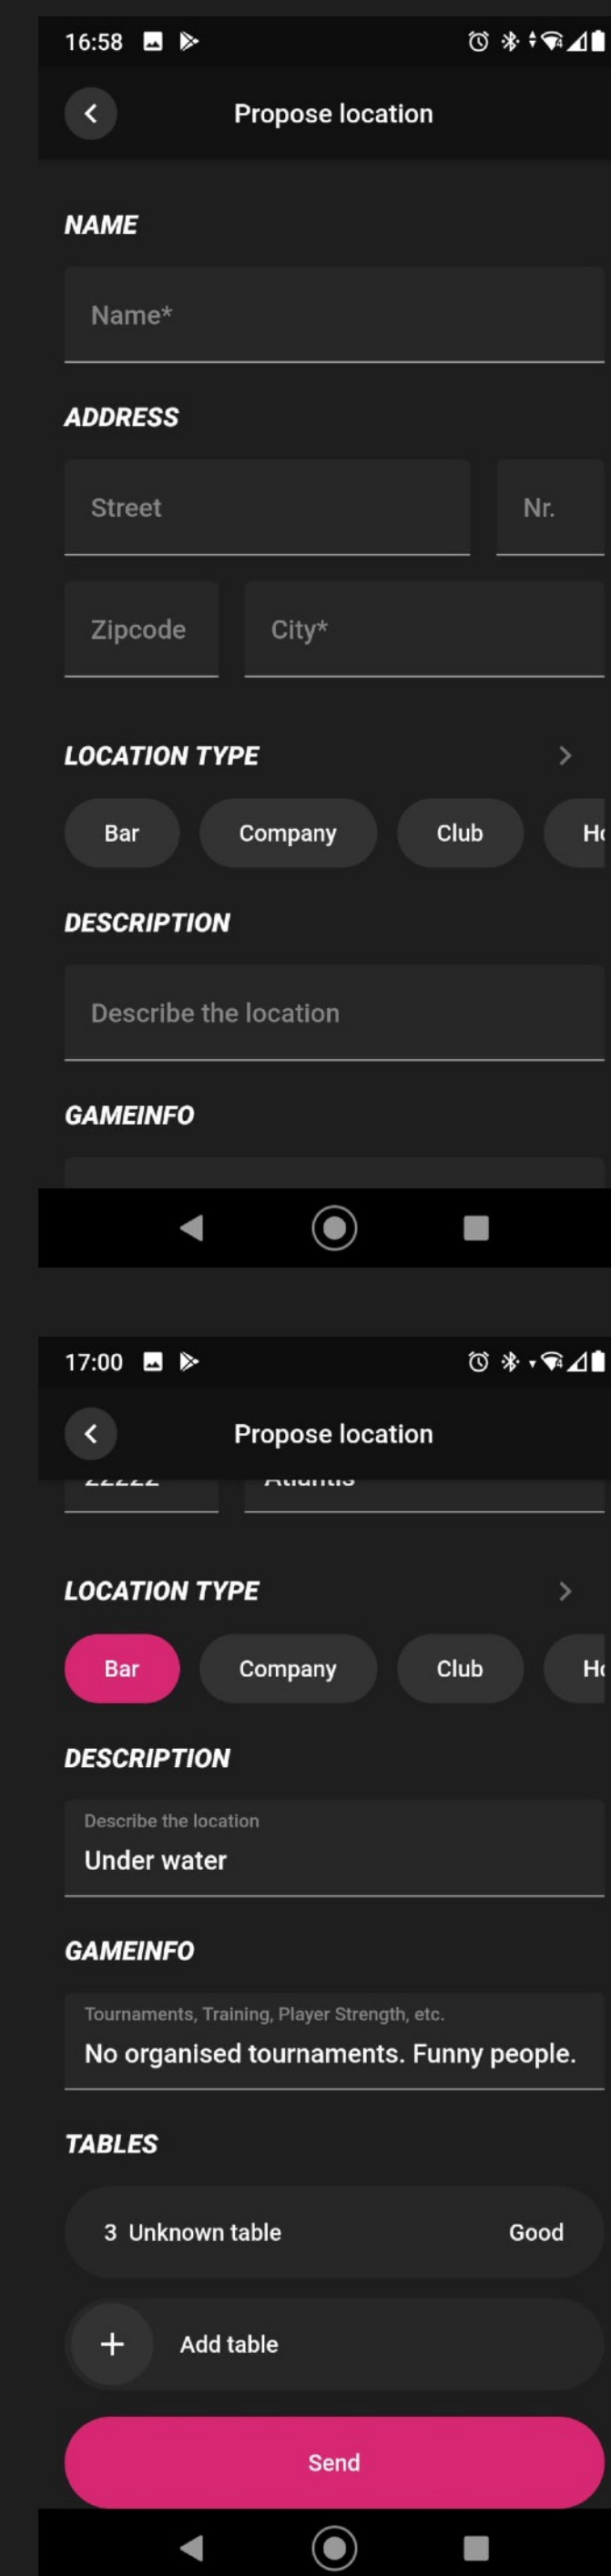 16:58
Propose location
NAME
Name*
ADDRESS
Street Nr.
Zipcode City*
LOCATION TYPE
Bar Company Club
DESCRIPTION
Describe the location
GAMEINFO
17:00
Propose location
22222 Atlantis
LOCATION TYPE
Bar Company Club
DESCRIPTION
Describe the location
Under water
GAMEINFO
Tournaments, Training, Player Strength, etc.
No organised tournaments. Funny people.
TABLES
3 Unknown table Good
Add table
Send